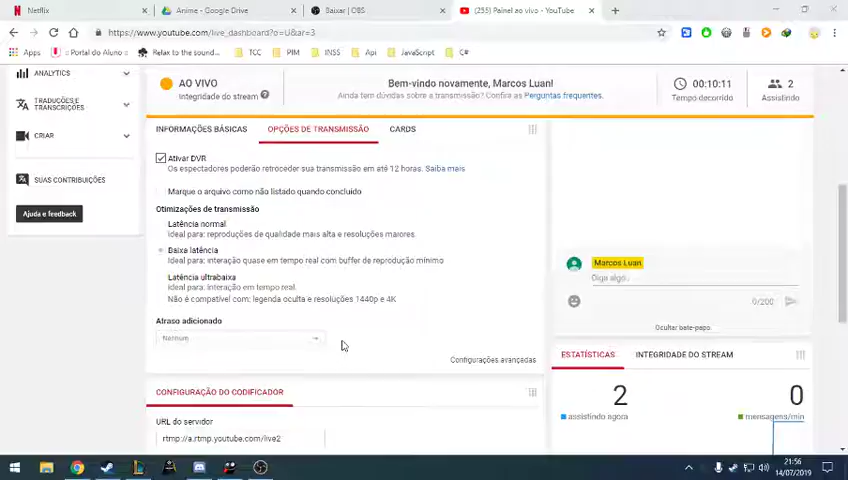 Netflix
Anime - Google Drive
Baixar | OBS
(255) Painel ao vivo - YouTube
https://www.youtube.com/live_dashboard?o=U&ar=3
Apps
:: Portal do Aluno ::
Relax to the sound...
TCC
PI
INSS
Api
JavaScript
C#
ANALYTICS
TRADUÇÕES E
TRANSCRIÇÕES
CRIAR
SUAS CONTRIBUIÇÕES
Ajuda e feedback
AO VIVO
Integridade do stream
Bem-vindo novamente, Marcos Luan!
Ainda tem dúvidas sobre a transmissão? Confira as Perguntas frequentes.
00:10:11
Tempo decorrido
2
Assistindo
INFORMAÇÕES BÁSICAS
OPÇÕES DE TRANSMISSÃO
CARDS
Ativar DVR
Os espectadores poderão retroceder sua transmissão em até 12 horas. Saiba mais
Marque o arquivo como não listado quando concluído
Otimizações de transmissão
Latência normal
Ideal para: reproduções de qualidade mais alta e resoluções maiores
Baixa latência
Ideal para: interação quase em tempo real com buffer de reprodução mínimo
Latência ultrabaixa
Ideal para: interação em tempo real.
Não é compatível com: legenda oculta e resoluções 1440p e 4K
Atraso adicionado
Nenhum
Configurações avançadas
CONFIGURAÇÃO DO CODIFICADOR
URL do servidor
rtmp://a.rtmp.youtube.com/live2
Marcos Luan
Diga algo...
0/200
Ocultar bate-papo.
ESTATÍSTICAS
INTEGRIDADE DO STREAM
2
assistindo agora
0
mensagens/min
21:56
14/07/2019